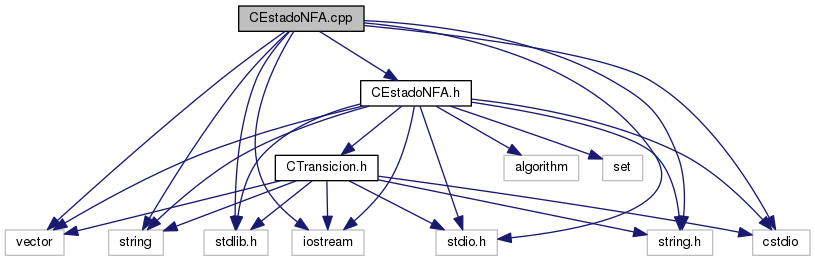 CEstadoNFA.cpp
CEstadoNFA.h
CTransicion.h
algorithm
set
vector
string
stdlib.h
iostream
stdio.h
string.h
cstdio